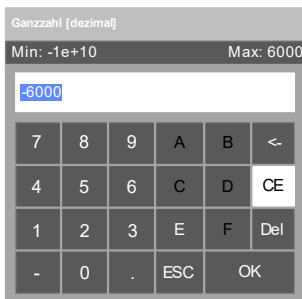 Ganzzahl [dezimal]
Min: -1e+10 Max: 6000
-6000
7 8 9 A B <-
4 5 6 C D CE
1 2 3 E F Del
- 0 . ESC OK